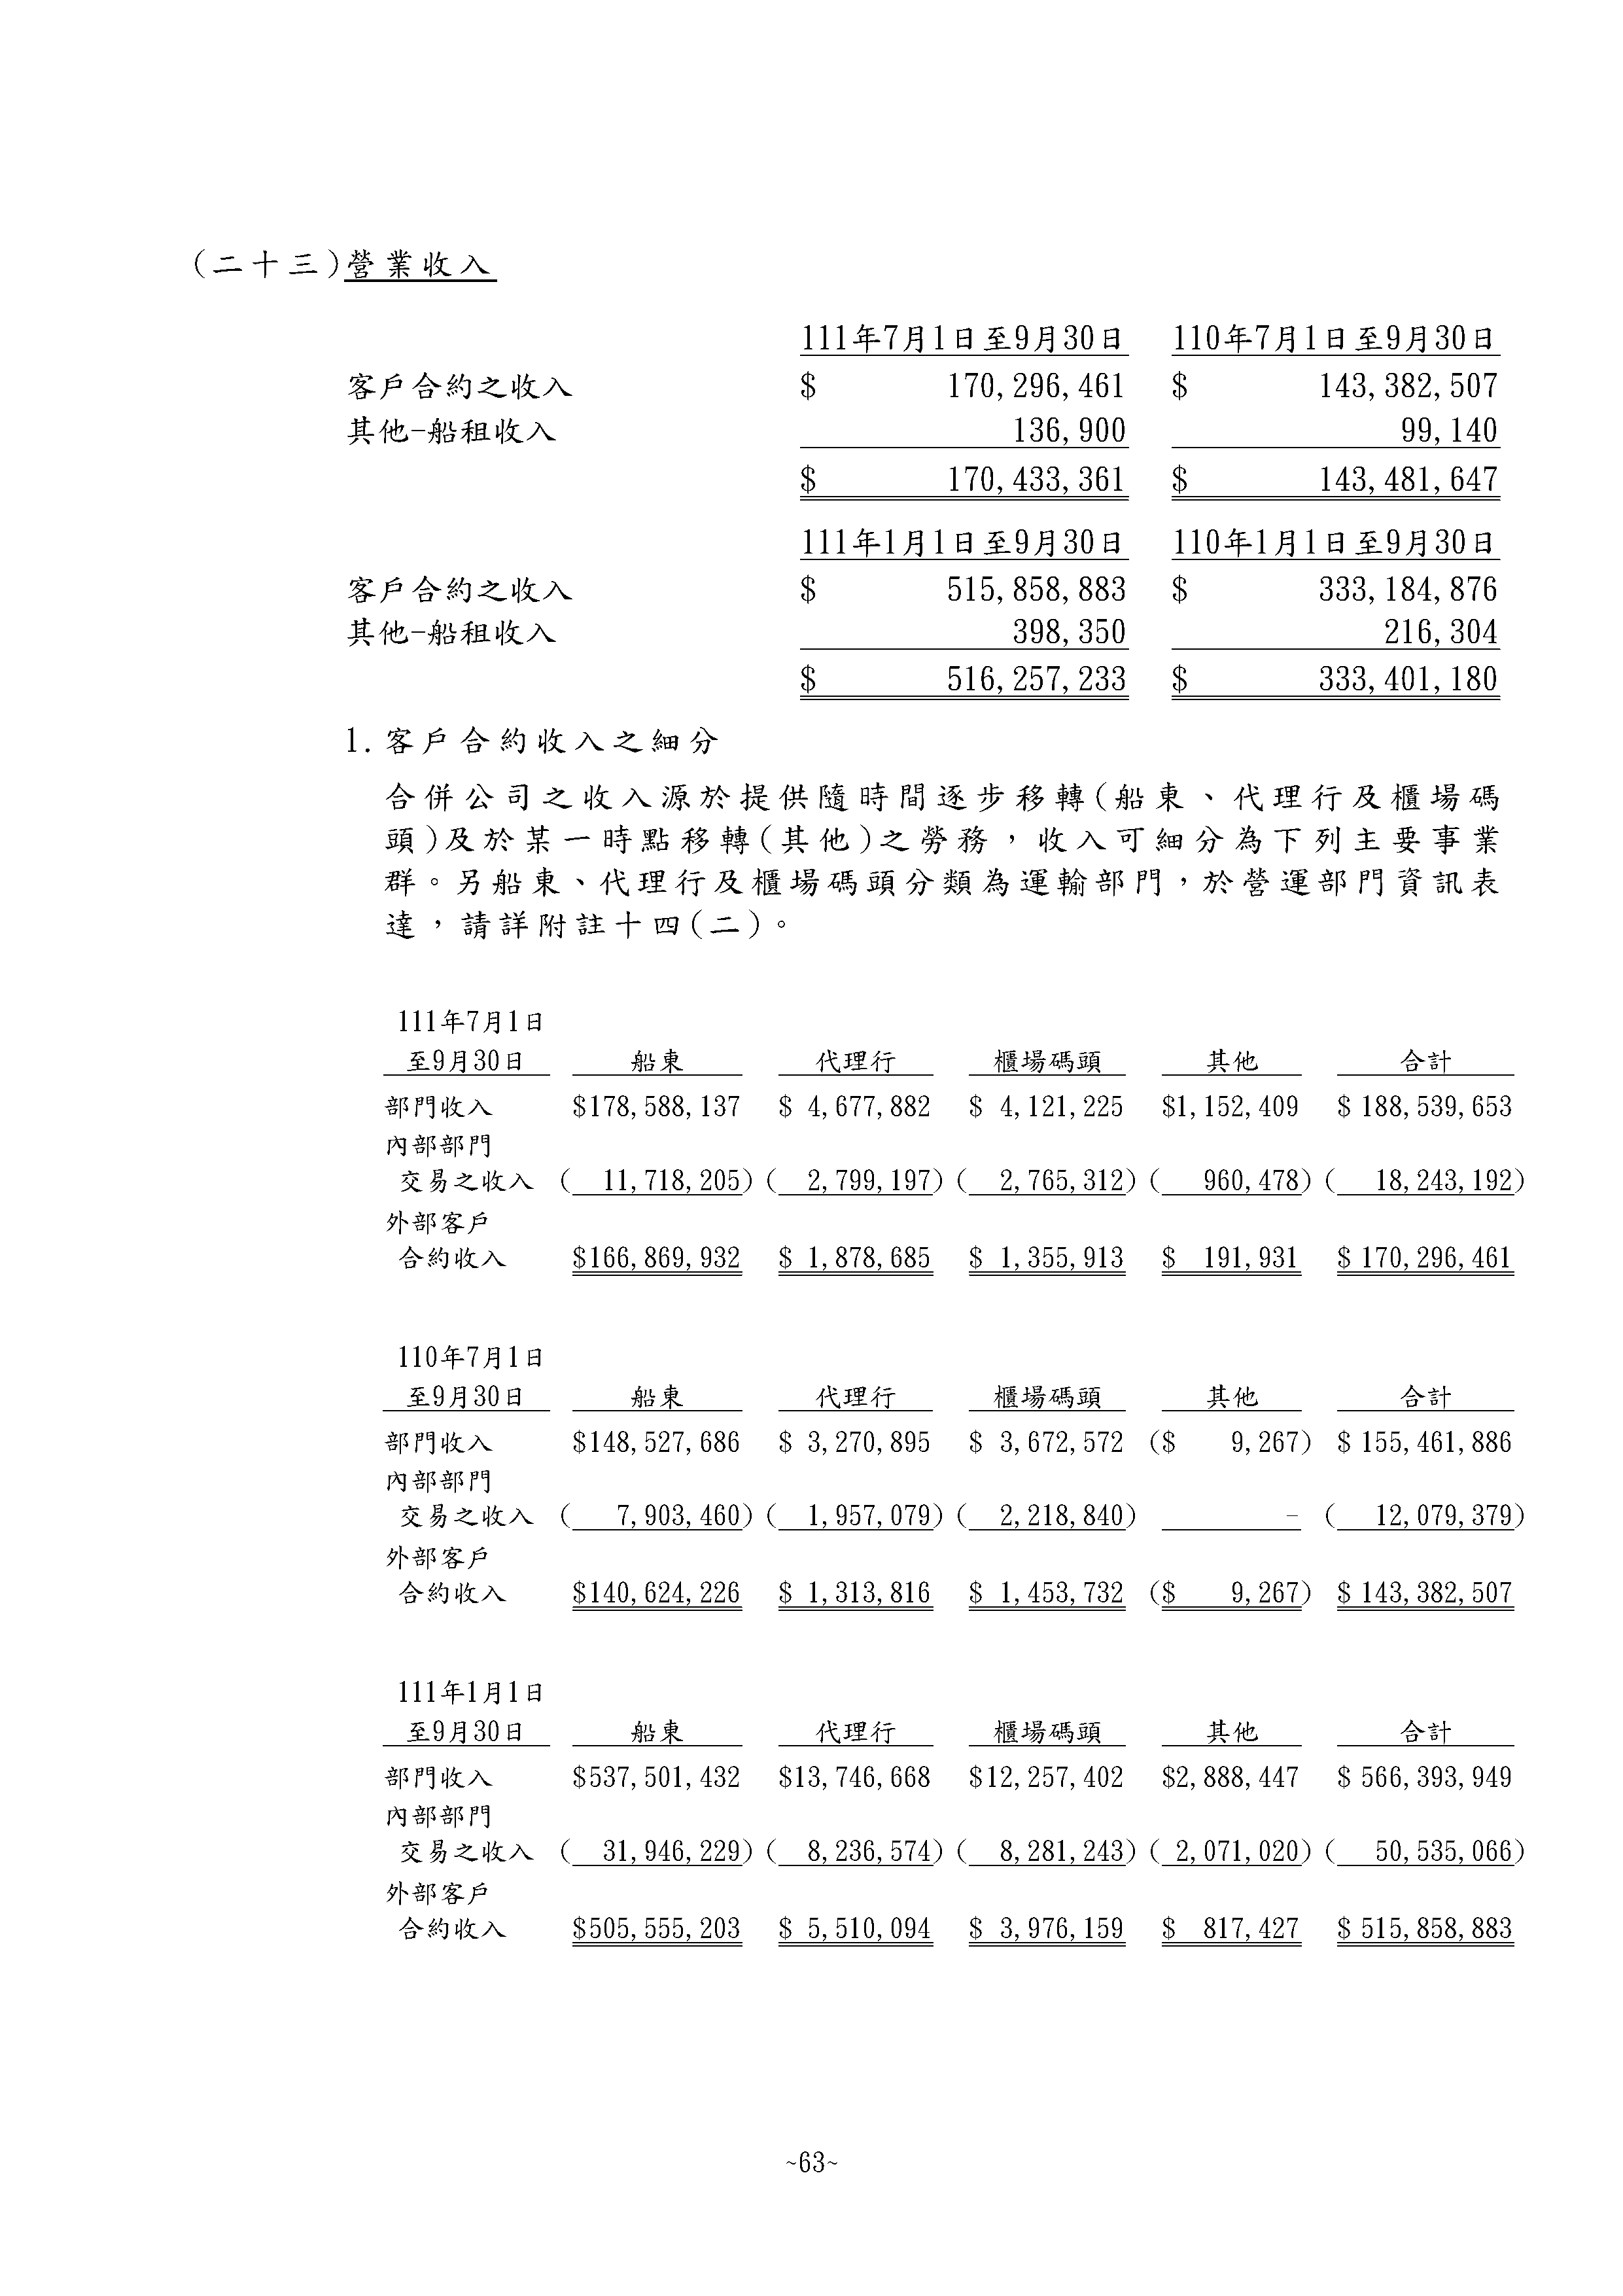 (二十三)營業收入
111年7月1日至9月30日 110年7月1日至9月30日
客戶合約之收入 $ 170,296,461 $ 143,382,507
其他-船租收入 136,900 99,140
$ 170,433,361 $ 143,481,647
111年1月1日至9月30日 110年1月1日至9月30日
客戶合約之收入 $ 515,858,883 $ 333,184,876
其他-船租收入 398,350 216,304
$ 516,257,233 $ 333,401,180
1.客戶合約收入之細分
合併公司之收入源於提供隨時間逐步移轉(船東、代理行及櫃場碼
頭)及於某一時點移轉(其他)之勞務，收入可細分為下列主要事業
群。另船東、代理行及櫃場碼頭分類為運輸部門，於營運部門資訊表
達，請詳附註十四(二)。
111年7月1日
至9月30日 船東 代理行 櫃場碼頭 其他 合計
部門收入 $178,588,137 $ 4,677,882 $ 4,121,225 $1,152,409 $ 188,539,653
內部部門
交易之收入 ( 11,718,205) ( 2,799,197) ( 2,765,312) ( 960,478) ( 18,243,192)
外部客戶
合約收入 $166,869,932 $ 1,878,685 $ 1,355,913 $ 191,931 $ 170,296,461
110年7月1日
至9月30日 船東 代理行 櫃場碼頭 其他 合計
部門收入 $148,527,686 $ 3,270,895 $ 3,672,572 ($ 9,267) $ 155,461,886
內部部門
交易之收入 ( 7,903,460) ( 1,957,079) ( 2,218,840) - ( 12,079,379)
外部客戶
合約收入 $140,624,226 $ 1,313,816 $ 1,453,732 ($ 9,267) $ 143,382,507
111年1月1日
至9月30日 船東 代理行 櫃場碼頭 其他 合計
部門收入 $537,501,432 $13,746,668 $12,257,402 $2,888,447 $ 566,393,949
內部部門
交易之收入 ( 31,946,229) ( 8,236,574) ( 8,281,243) ( 2,071,020) ( 50,535,066)
外部客戶
合約收入 $505,555,203 $ 5,510,094 $ 3,976,159 $ 817,427 $ 515,858,883
~63~